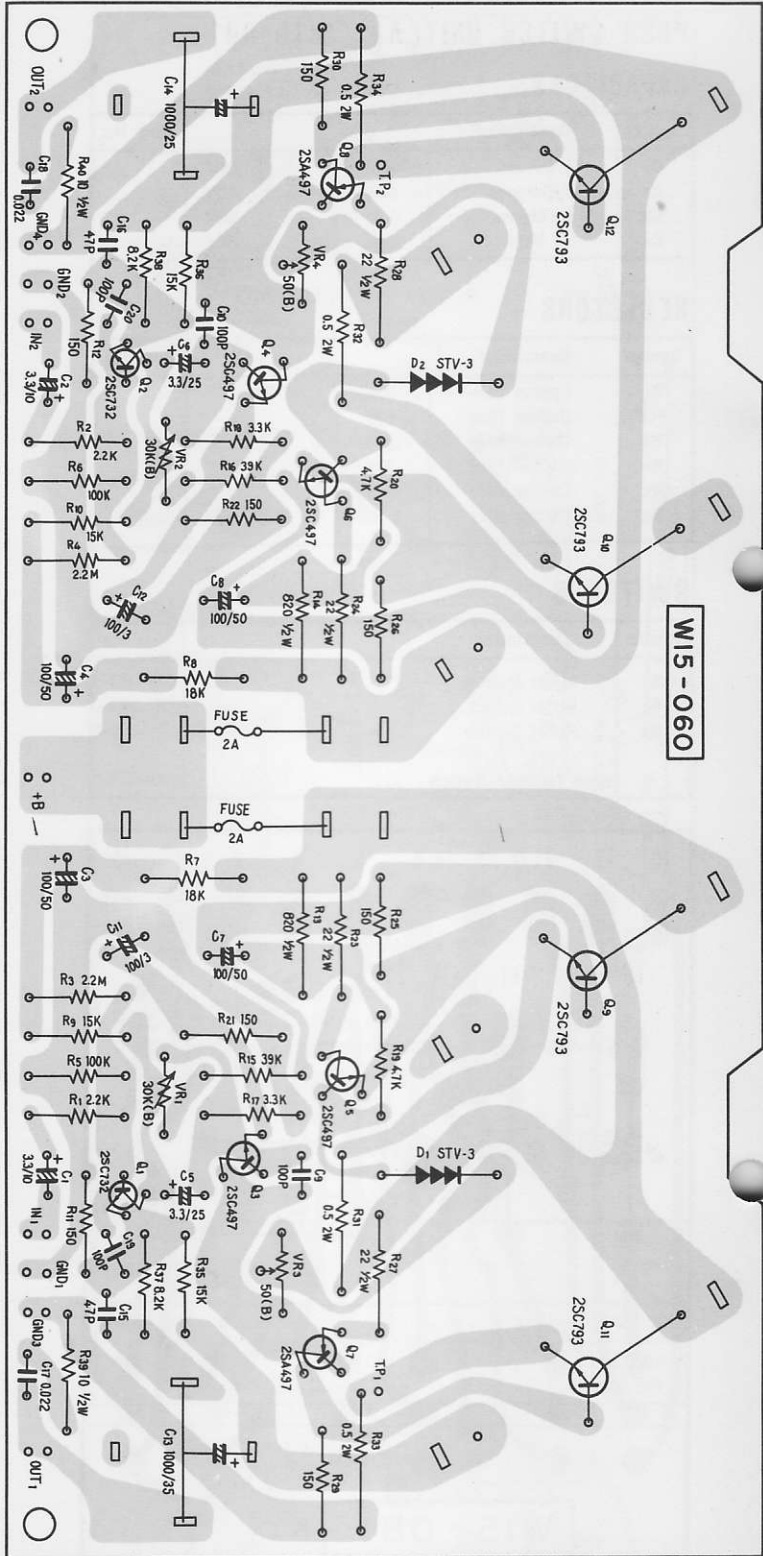 OUT2
C14 1000/25
+
R30
150
R34
0.5 2W
C18
0.022
R40 10 ½W
GND4
Q8
2SA497
T.P2
Q12
2SC793
C16
47P
R38
8.2K
R36
15K
VR4
50(B)
R28
22 ½W
GND2
C20
100P
R12
150
C10 100P
R32
0.5 2W
IN2
C2
3.3/10
+
Q2
2SC732
+
C6
3.3/25
Q4
2SC497
D2 STV-3
R2
2.2K
VR2
30K(B)
R18 3.3K
R6
100K
R16 39K
Q6
2SC497
R20
4.7K
R10
15K
R22 150
Q10
2SC793
R4
2.2M
C12
+
100/3
C8
+
100/50
R14
820 ½W
R24
22 ½W
R26
150
C4
100/50
+
R8
18K
W15-060
FUSE
2A
+B
FUSE
2A
+
C3
100/50
R7
18K
C11
+
100/3
C7
+
100/50
R13
820 ½W
R23
22 ½W
R25
150
Q9
2SC793
R3 2.2M
R9 15K
R21 150
R5 100K
VR1
30K(B)
R15 39K
Q5
2SC497
R19 4.7K
R1 2.2K
R17 3.3K
C1
3.3/10
+
Q1
2SC732
+
C5
3.3/25
Q3
2SC497
C9
100P
D1 STV-3
IN1
R11 150
C19
100P
R31
0.5 2W
GND1
R37 8.2K
R35 15K
VR3
50(B)
R27
22 ½W
GND3
C15
47P
Q7
2SA497
T.P1
Q11
2SC793
C17 0.022
R39 10 ½W
C13 1000/35
+
R29
150
R33
0.5 2W
OUT1